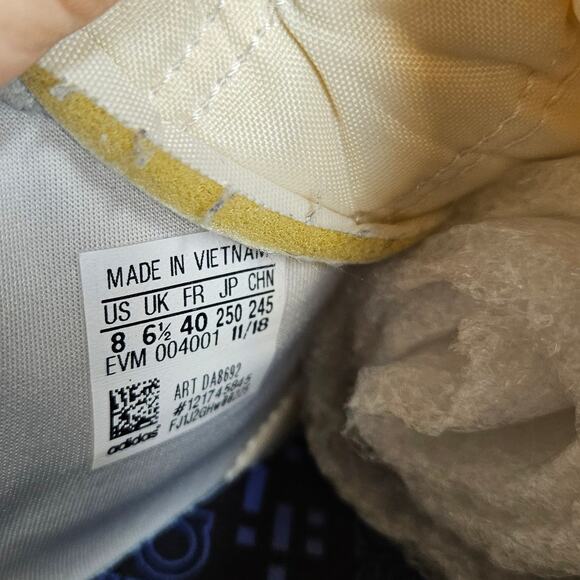 MADE IN VIETNAM
US UK FR JP CHN
8 6½ 40 250 245
EVM 004001 11/18
ART DA8692
#121745845
adidas